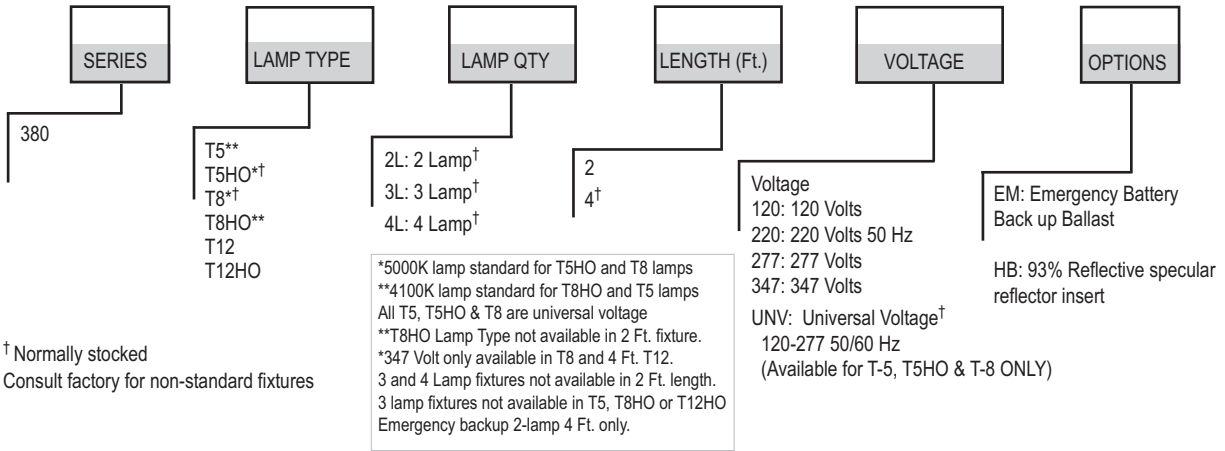 SERIES
LAMP TYPE
LAMP QTY
LENGTH (Ft.)
VOLTAGE
OPTIONS
380
T5**
T5HO*†
T8*†
T8HO**
T12
T12HO
2L: 2 Lamp†
3L: 3 Lamp†
4L: 4 Lamp†
2
4†
Voltage
120: 120 Volts
220: 220 Volts 50 Hz
277: 277 Volts
347: 347 Volts
UNV: Universal Voltage†
120-277 50/60 Hz
(Available for T-5, T5HO & T-8 ONLY)
EM: Emergency Battery
Back up Ballast
HB: 93% Reflective specular
reflector insert
*5000K lamp standard for T5HO and T8 lamps
**4100K lamp standard for T8HO and T5 lamps
All T5, T5HO & T8 are universal voltage
**T8HO Lamp Type not available in 2 Ft. fixture.
*347 Volt only available in T8 and 4 Ft. T12.
3 and 4 Lamp fixtures not available in 2 Ft. length.
3 lamp fixtures not available in T5, T8HO or T12HO
Emergency backup 2-lamp 4 Ft. only.
† Normally stocked
Consult factory for non-standard fixtures